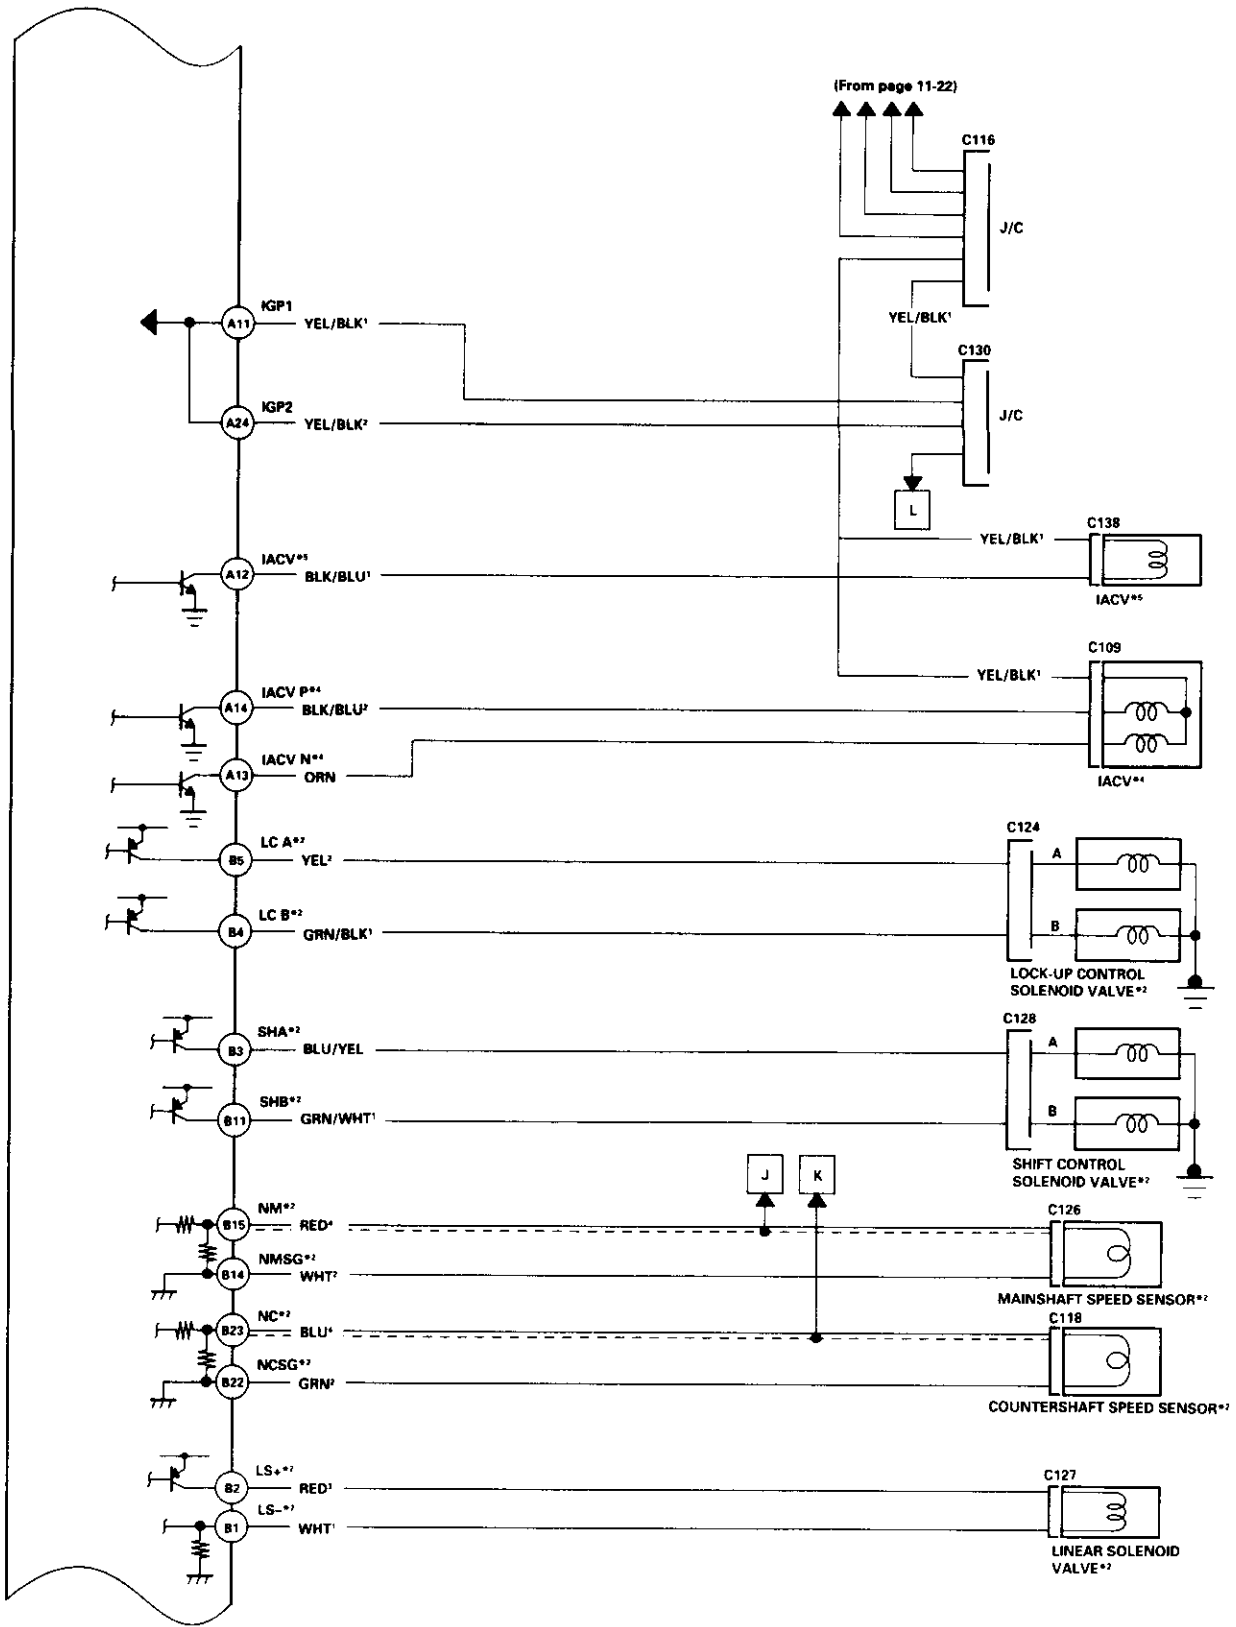 (From page 11-22)
C116
J/C
IGP1
A11 YEL/BLK¹
YEL/BLK¹
C130
J/C
IGP2
A24 YEL/BLK²
L
C138
YEL/BLK¹
IACV*5
A12 BLK/BLU¹
IACV*5
C109
YEL/BLK¹
IACV P*4
A14 BLK/BLU²
IACV N*4
A13 ORN
IACV*4
LC A*2
B5 YEL²
C124
A
LC B*2
B4 GRN/BLK¹
B
LOCK-UP CONTROL
SOLENOID VALVE*2
SHA*2
B3 BLU/YEL
C128
A
SHB*2
B11 GRN/WHT¹
B
SHIFT CONTROL
SOLENOID VALVE*2
J K
NM*2
B15 RED⁴
C126
NMSG*2
B14 WHT²
MAINSHAFT SPEED SENSOR*2
NC*2
B23 BLU⁴
C118
NCSG*2
B22 GRN²
COUNTERSHAFT SPEED SENSOR*2
LS+*2
B2 RED³
C127
LS–*2
B1 WHT¹
LINEAR SOLENOID
VALVE*2